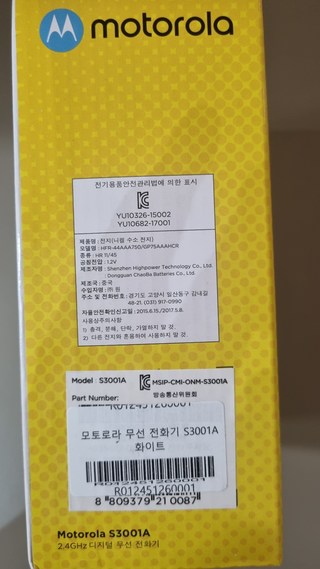 motorola
전기용품안전관리법에 의한 표시
YU10326-15002
YU10682-17001
제품명 : 전지(니켈 수소 전지)
모델명 : HFR-44AAA750/GP75AAAHCR
종류 : HR 11/45
공칭전압 : 1.2V
제조자명 : Shenzhen Highpower Technology Co., Ltd.
Dongguan ChaoBa Batteries Co., Ltd.
제조국 : 중국
수입자명 : ㈜ 원
주소 및 전화번호 : 경기도 고양시 일산동구 감내길
48-21, (031) 917-0990
자율안전확인신고일 : 2015.6.15./2017.5.8.
사용상주의사항
1) 충격, 분해, 단락, 가열하지 말 것.
2) 다른 전지와 혼용하여 사용하지 말 것.
Model : S3001A
MSIP-CMI-ONM-S3001A
Part Number:
방송통신위원회
R012451260001
모토로라 무선 전화기 S3001A
화이트
R012451260001
R012451260001
8 809379 210087
Motorola S3001A
2.4GHz 디지털 무선 전화기